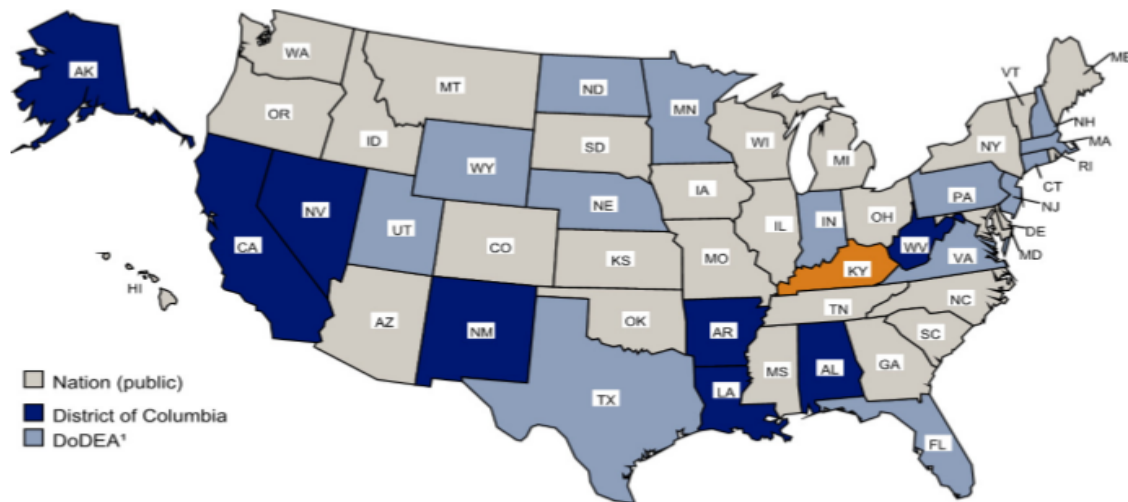 AK
WA
OR
ID
MT
ND
MN
SD
WY
WI
MI
NY
VT
ME
NH
MA
RI
CT
NJ
PA
DE
MD
NV
UT
CA
CO
NE
IA
KS
MO
IL
IN
OH
KY
WV
VA
HI
AZ
NM
OK
AR
TN
NC
SC
MS
AL
GA
LA
TX
FL
Nation (public)
District of Columbia
DoDEA¹